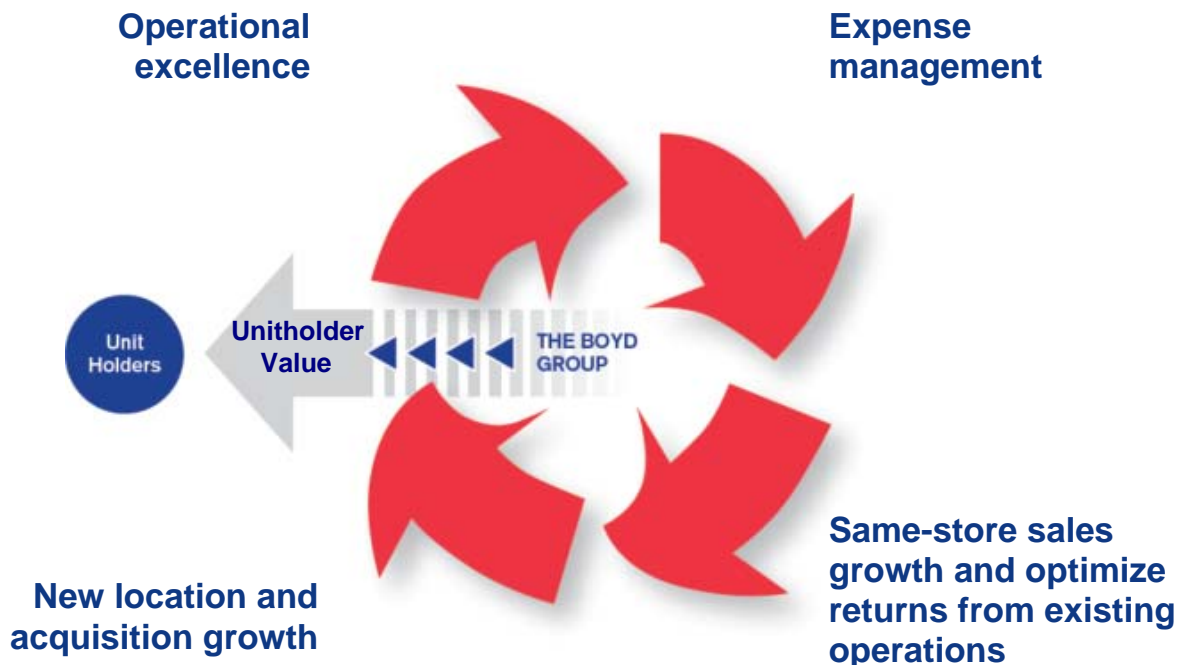 Operational
excellence
Expense
management
Unit
Holders
Unitholder
Value
THE BOYD
GROUP
New location and
acquisition growth
Same-store sales
growth and optimize
returns from existing
operations